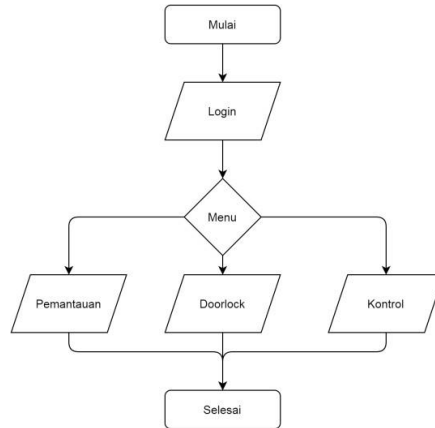 Mulai
Login
Menu
Pemantauan
Doorlock
Kontrol
Selesai